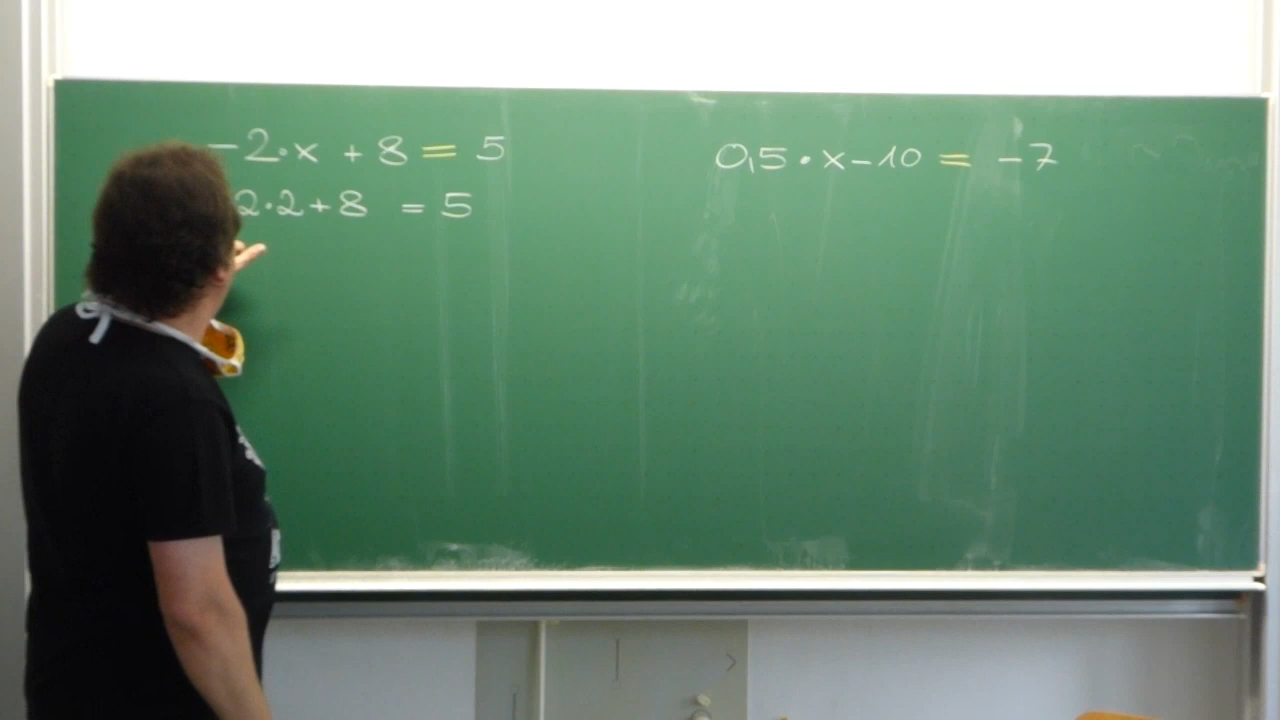 -2·x + 8 = 5
2·2+8 = 5
0,5·x-10 = -7